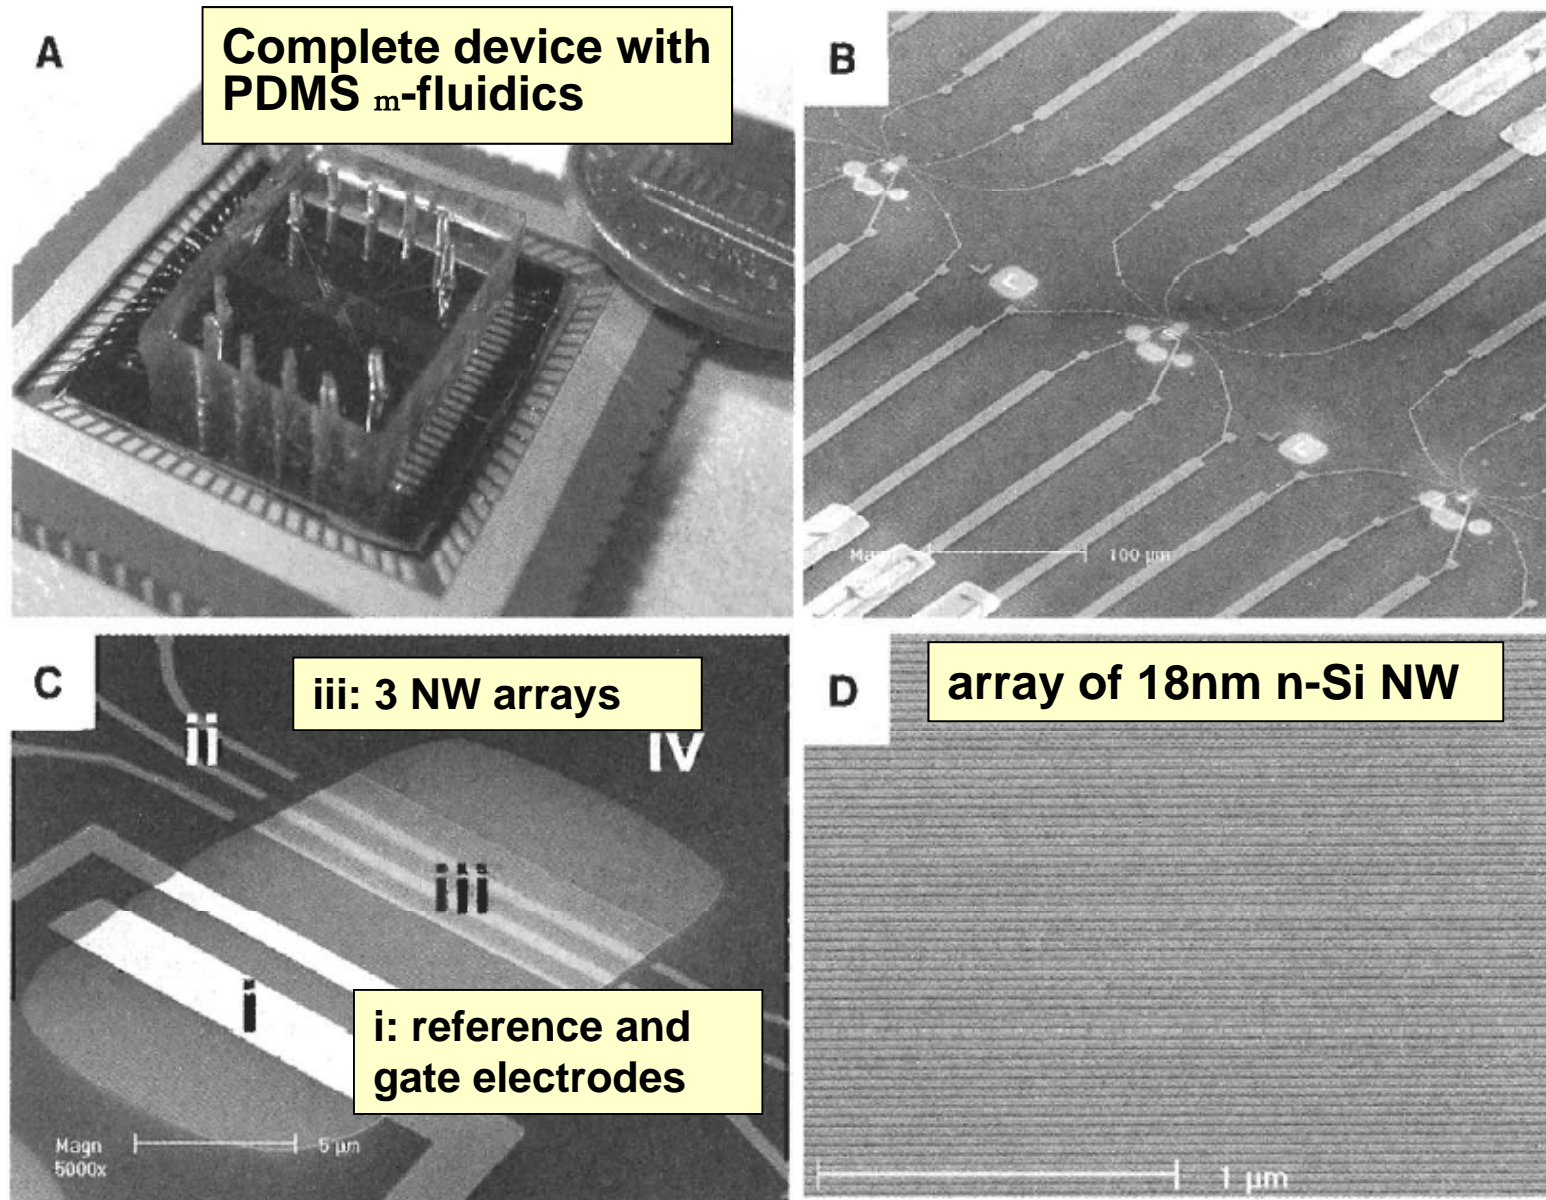 A
Complete device with
PDMS m-fluidics
B
Mag
100 µm
C
iii: 3 NW arrays
ii
IV
iii
i
i: reference and
gate electrodes
Magn
5000x
5 µm
D
array of 18nm n-Si NW
1 µm